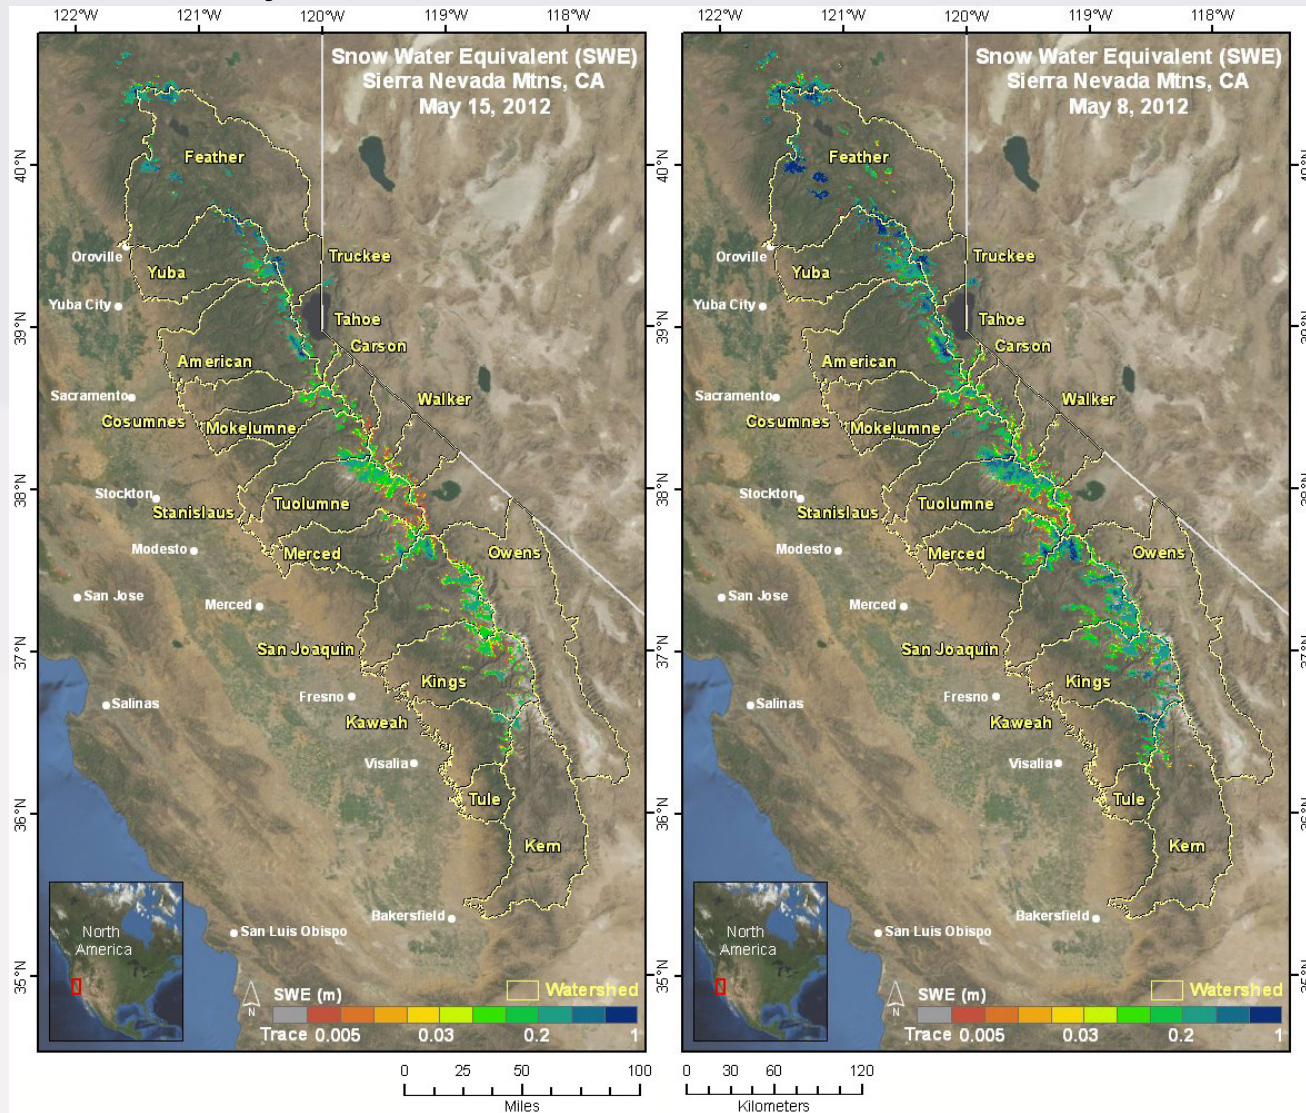 122°W 121°W 120°W 119°W 118°W
Snow Water Equivalent (SWE)
Sierra Nevada Mtns, CA
May 15, 2012
40°N
39°N
38°N
37°N
36°N
35°N
Feather
Oroville
Truckee
Yuba
Yuba City
Tahoe
Carson
American
Sacramento
Walker
Cosumnes
Mokelumne
Stockton
Tuolumne
Stanislaus
Modesto
Merced
Owens
San Jose
Merced
San Joaquin
Kings
Fresno
Salinas
Kaweah
Visalia
Tule
Kern
Bakersfield
San Luis Obispo
North
America
N
SWE (m)
Watershed
Trace 0.005 0.03 0.2 1
0 25 50 100
Miles
122°W 121°W 120°W 119°W 118°W
Snow Water Equivalent (SWE)
Sierra Nevada Mtns, CA
May 8, 2012
40°N
39°N
38°N
37°N
36°N
35°N
Feather
Oroville
Truckee
Yuba
Yuba City
Tahoe
Carson
American
Sacramento
Walker
Cosumnes
Mokelumne
Stockton
Tuolumne
Stanislaus
Modesto
Merced
Owens
San Jose
Merced
San Joaquin
Kings
Fresno
Salinas
Kaweah
Visalia
Tule
Kern
Bakersfield
San Luis Obispo
North
America
N
SWE (m)
Watershed
Trace 0.005 0.03 0.2 1
0 30 60 120
Kilometers
40°N
39°N
38°N
37°N
36°N
35°N